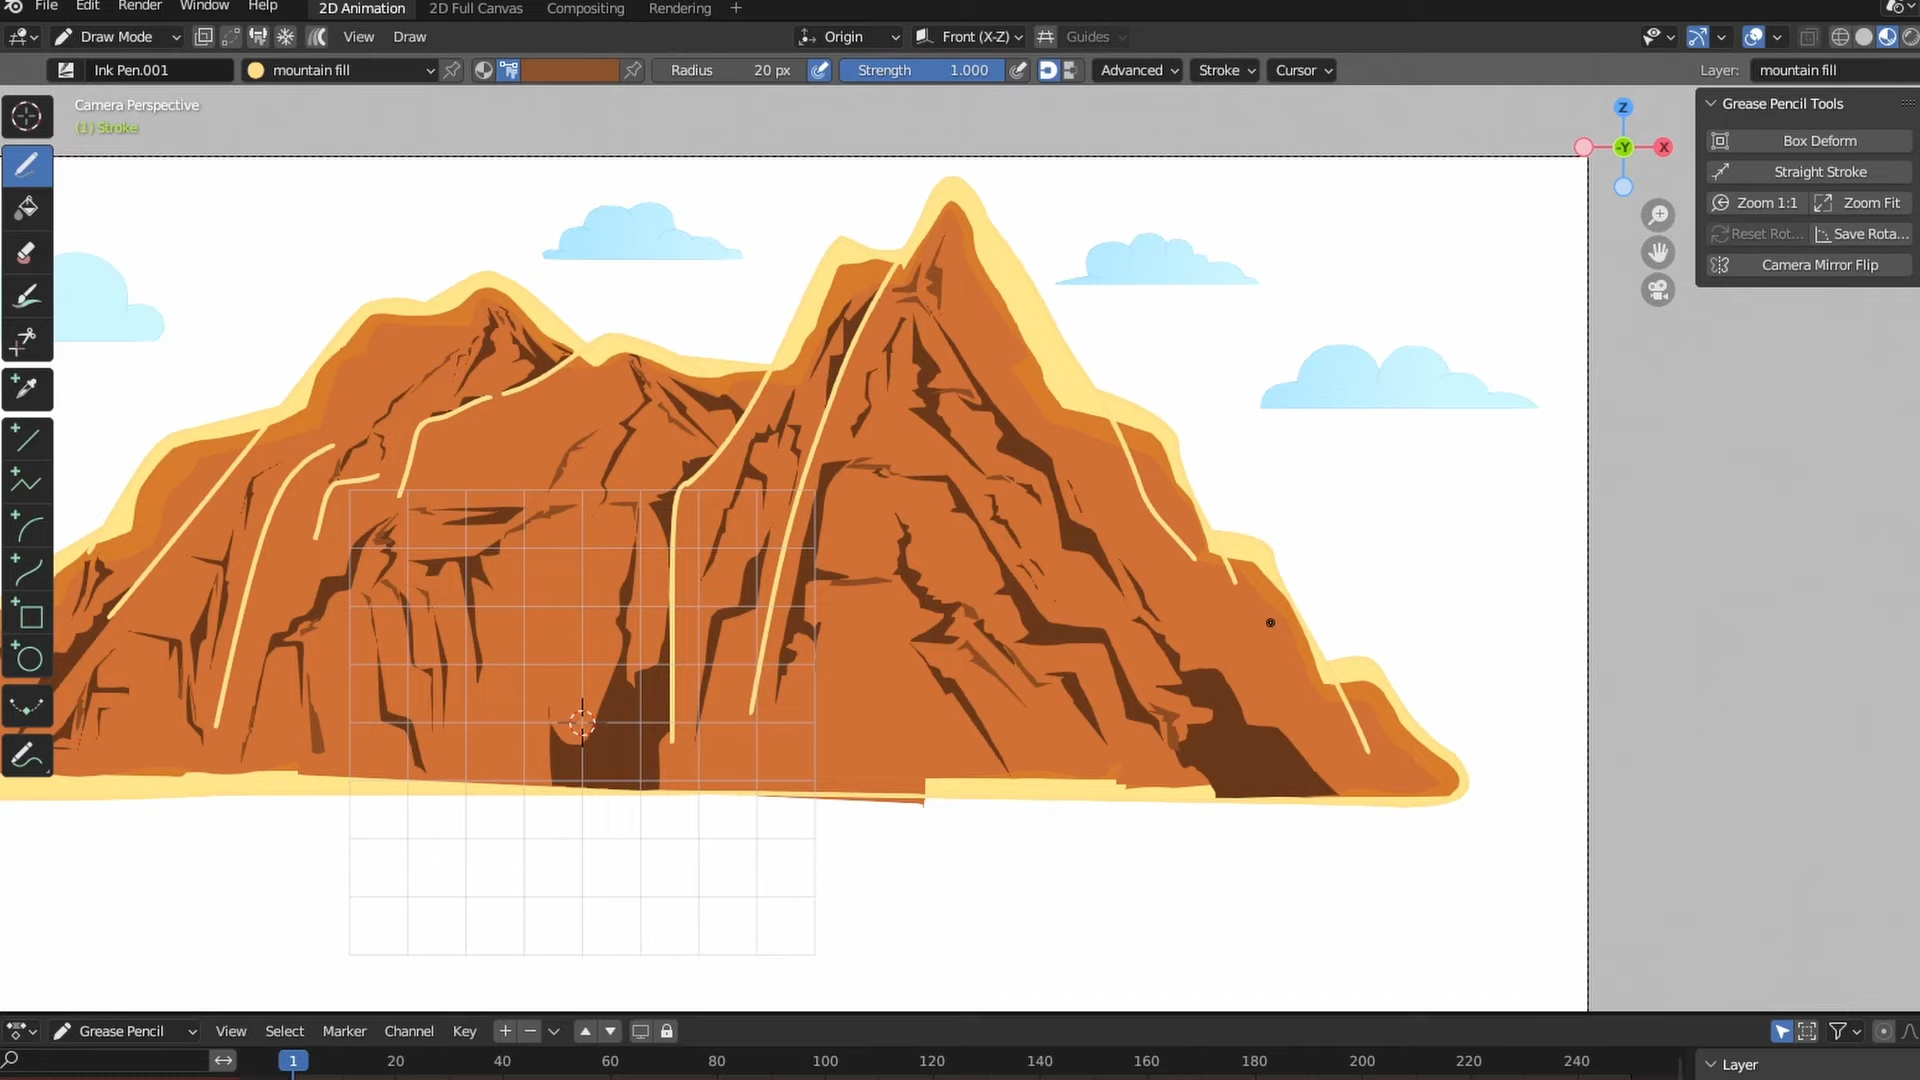 File Edit Render Window Help 2D Animation 2D Full Canvas Compositing Rendering +
Draw Mode View Draw Origin Front (X-Z) Guides
Ink Pen.001 mountain fill Radius 20 px Strength 1.000 Advanced Stroke Cursor Layer: mountain fill
Camera Perspective
(1) Stroke
Z
-Y
X
Grease Pencil Tools
Box Deform
Straight Stroke
Zoom 1:1 Zoom Fit
Reset Rot... Save Rota...
Camera Mirror Flip
Grease Pencil View Select Marker Channel Key
1 20 40 60 80 100 120 140 160 180 200 220 240
Layer